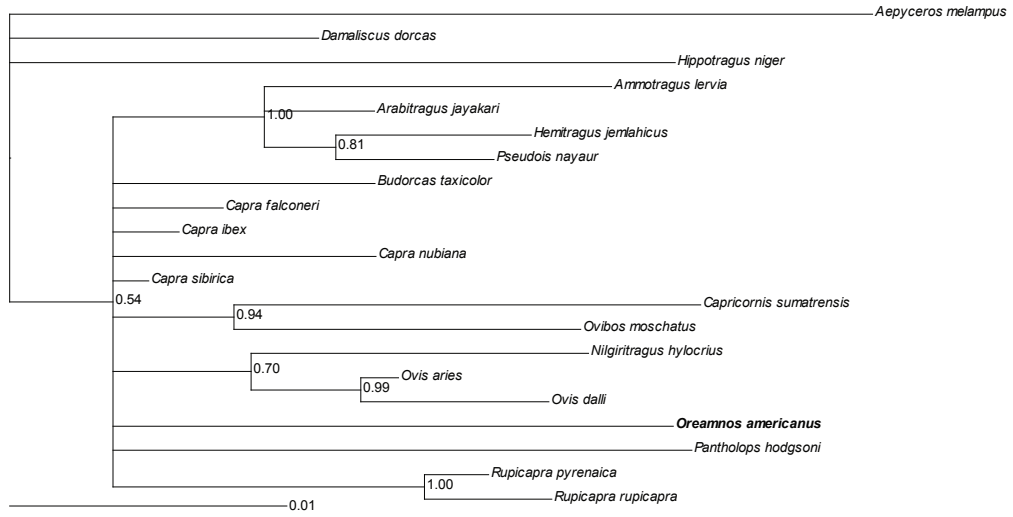 Aepyceros melampus
Damaliscus dorcas
Hippotragus niger
Ammotragus lervia
1.00
Arabitragus jayakari
Hemitragus jemlahicus
0.81
Pseudois nayaur
Budorcas taxicolor
Capra falconeri
Capra ibex
Capra nubiana
Capra sibirica
0.54
Capricornis sumatrensis
0.94
Ovibos moschatus
Nilgiritragus hylocrius
0.70
Ovis aries
0.99
Ovis dalli
Oreamnos americanus
Pantholops hodgsoni
Rupicapra pyrenaica
1.00
Rupicapra rupicapra
0.01